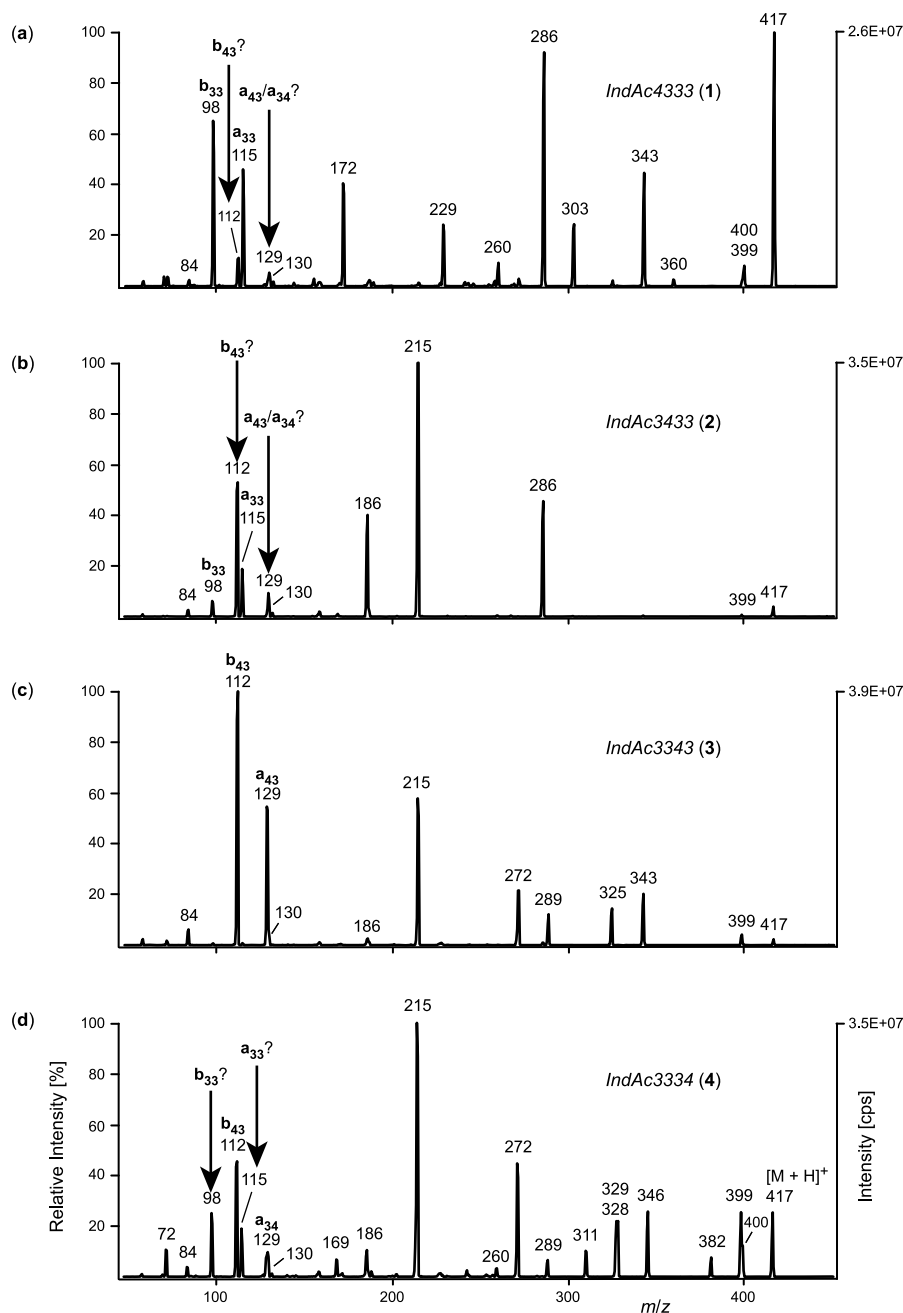 (a)
100
80
60
40
20
b43?
b33
98
a43/a34?
a33
115
112
84
129
130
172
229
260
286
303
343
360
400
399
417
IndAc4333 (1)
2.6E+07
(b)
100
80
60
40
20
b43?
a43/a34?
112
a33
115
b33
98
84
129
130
186
215
286
399
417
IndAc3433 (2)
3.5E+07
100
200
300
400
(c)
100
80
60
40
20
b43
112
a43
129
84
130
186
215
272
289
325
343
399
417
IndAc3343 (3)
3.9E+07
(d)
100
80
60
40
20
Relative Intensity [%]
b33?
a33?
b43
112
98
115
a34
129
72
84
130
169
186
215
260
272
289
311
329
328
346
382
399
400
[M + H]+
417
IndAc3334 (4)
3.5E+07
Intensity [cps]
100
200
300
400
m/z